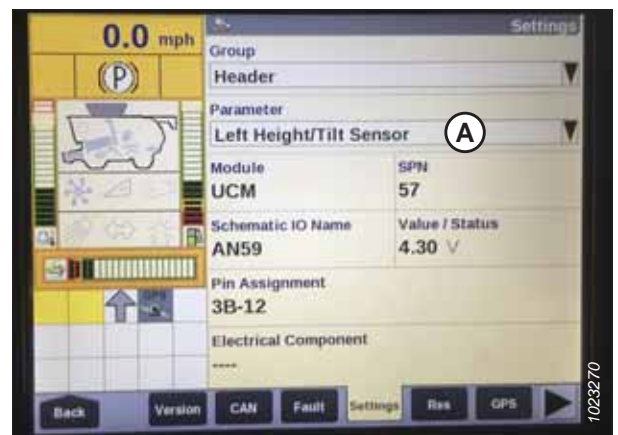 0.0 mph
Settings
(P)
Group
Header
Parameter
Left Height/Tilt Sensor
A
Module
SPN
UCM
57
Schematic IO Name
Value / Status
AN59
4.30 V
Pin Assignment
3B-12
Electrical Component
----
GPS
Back
Version
CAN
Fault
Settings
Res
GPS
1023270